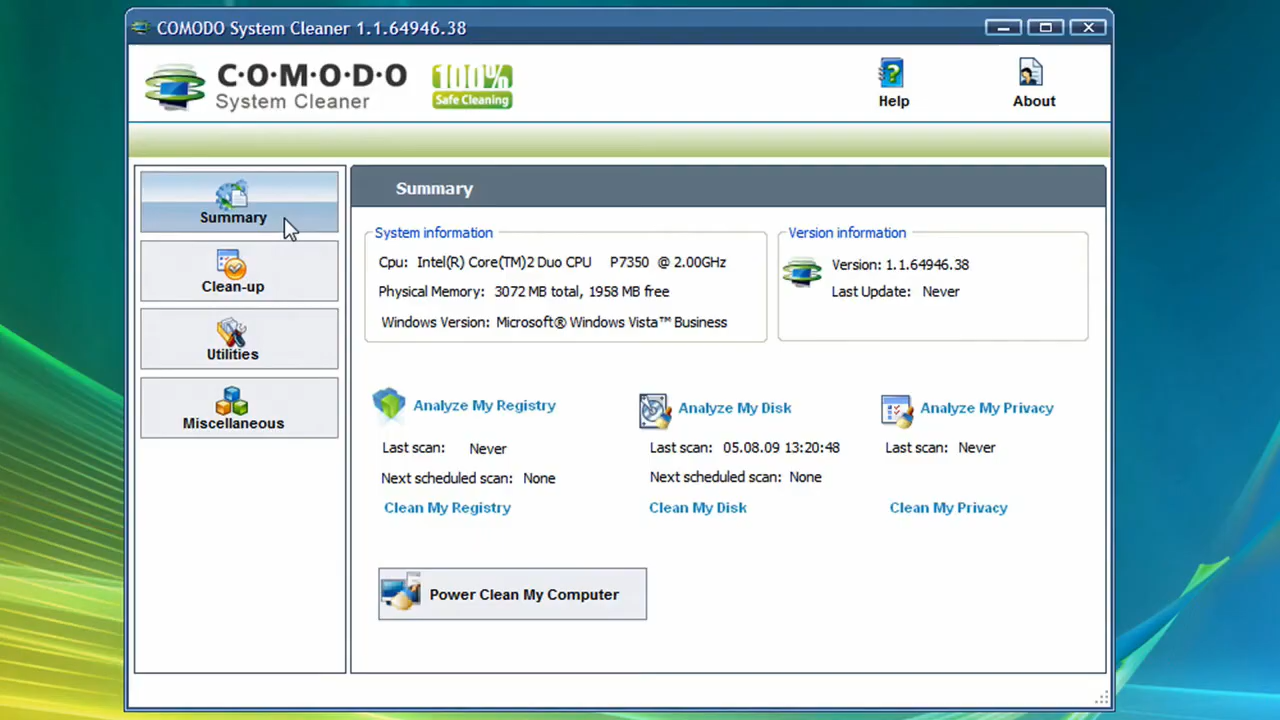 COMODO System Cleaner 1.1.64946.38
C·O·M·O·D·O
System Cleaner
100%
Safe Cleaning
Help
About
Summary
Clean-up
Utilities
Miscellaneous
Summary
System information
Cpu: Intel(R) Core(TM)2 Duo CPU P7350 @ 2.00GHz
Physical Memory: 3072 MB total, 1958 MB free
Windows Version: Microsoft® Windows Vista™ Business
Version information
Version: 1.1.64946.38
Last Update: Never
Analyze My Registry
Last scan: Never
Next scheduled scan: None
Clean My Registry
Analyze My Disk
Last scan: 05.08.09 13:20:48
Next scheduled scan: None
Clean My Disk
Analyze My Privacy
Last scan: Never
Clean My Privacy
Power Clean My Computer